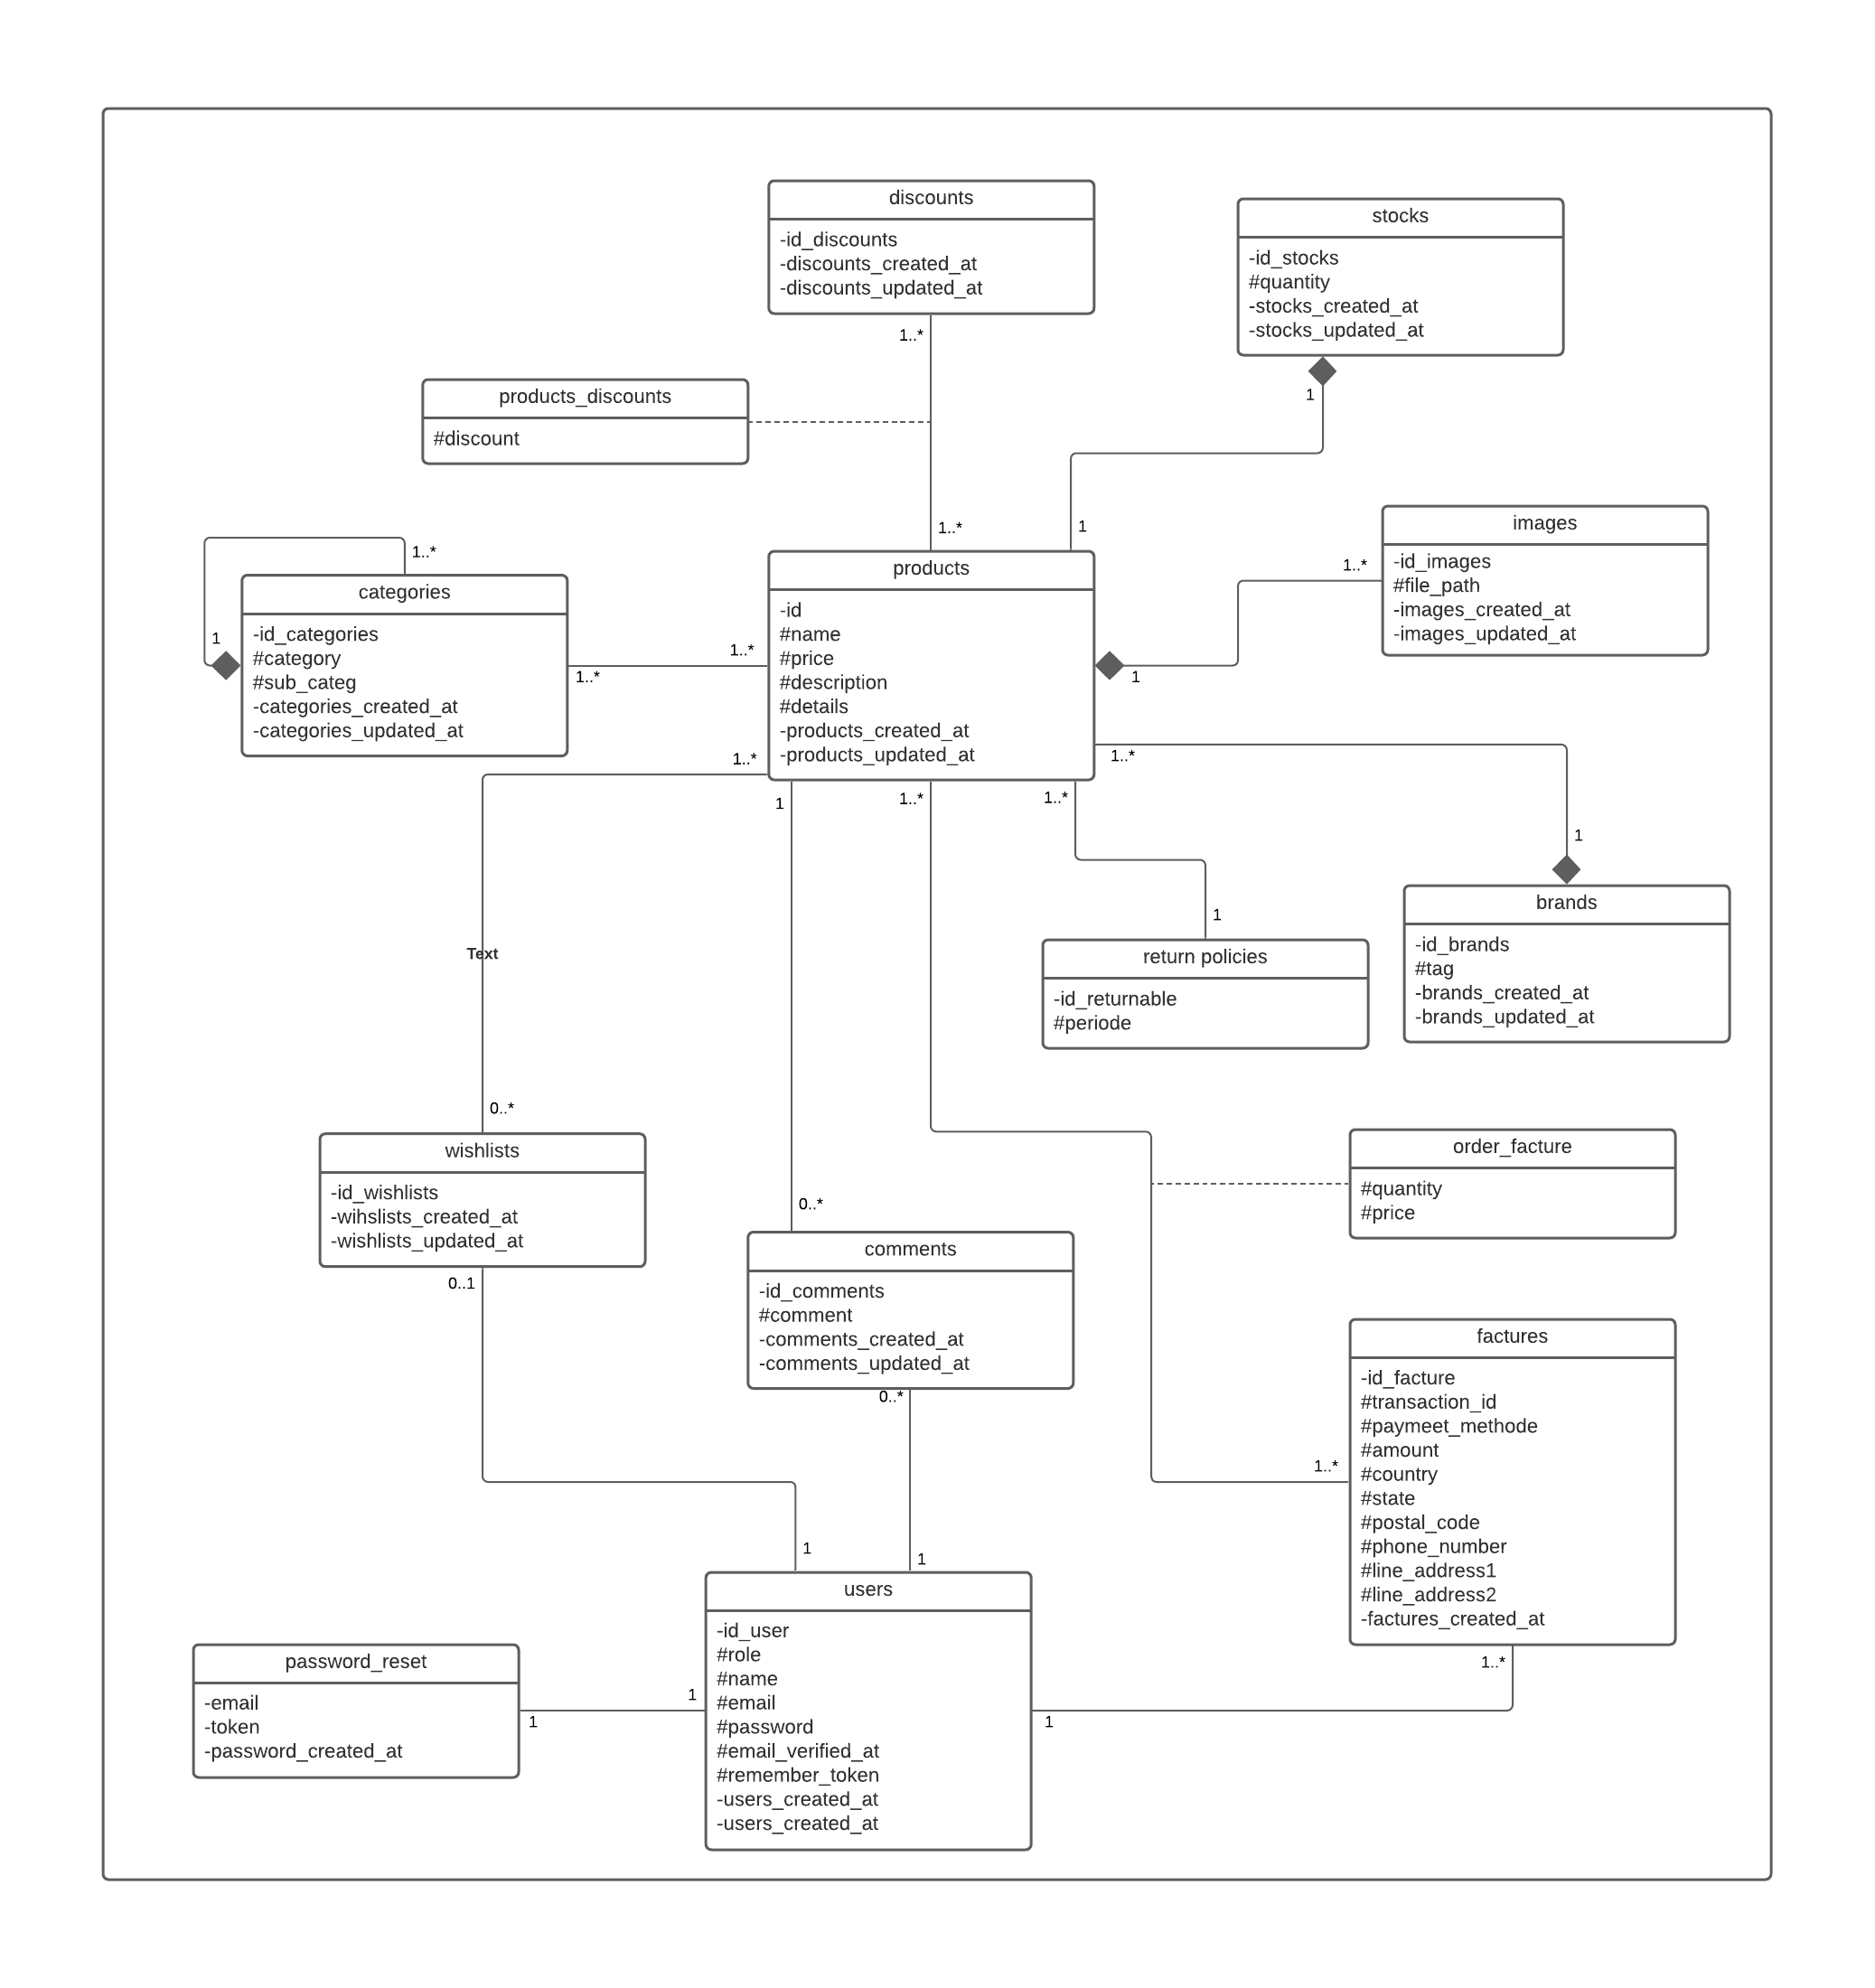 discounts
-id_discounts
-discounts_created_at
-discounts_updated_at
stocks
-id_stocks
#quantity
-stocks_created_at
-stocks_updated_at
1..*
1
products_discounts
#discount
1..*
1
images
-id_images
#file_path
-images_created_at
-images_updated_at
1..*
1
1..*
1
categories
-id_categories
#category
#sub_categ
-categories_created_at
-categories_updated_at
1..*
1..*
products
-id
#name
#price
#description
#details
-products_created_at
-products_updated_at
1..*
1
1..*
1..*
1..*
1
brands
-id_brands
#tag
-brands_created_at
-brands_updated_at
1
return policies
-id_returnable
#periode
Text
0..*
wishlists
-id_wishlists
-wihslists_created_at
-wishlists_updated_at
0..1
0..*
comments
-id_comments
#comment
-comments_created_at
-comments_updated_at
0..*
order_facture
#quantity
#price
factures
-id_facture
#transaction_id
#paymeet_methode
#amount
#country
#state
#postal_code
#phone_number
#line_address1
#line_address2
-factures_created_at
1..*
1..*
1
1
users
-id_user
#role
#name
#email
#password
#email_verified_at
#remember_token
-users_created_at
-users_created_at
1
1
password_reset
-email
-token
-password_created_at
1